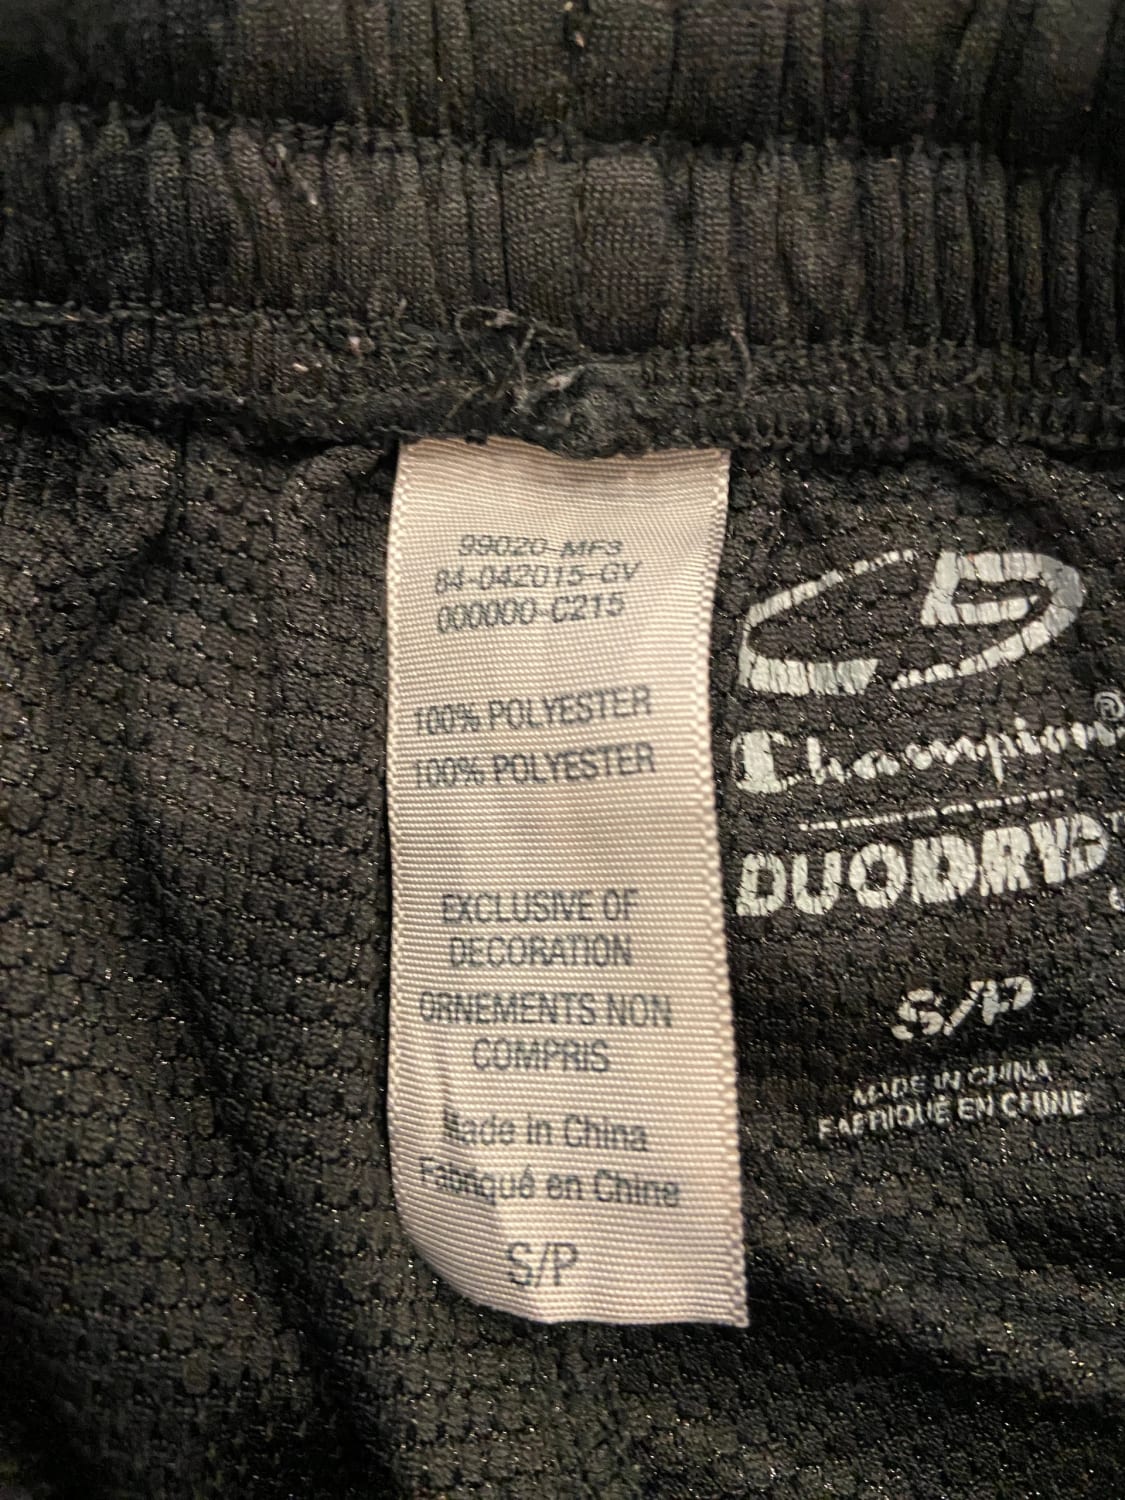 99020-MF3
84-042015-GV
000000-C215
100% POLYESTER
100% POLYESTER
EXCLUSIVE OF
DECORATION
ORNEMENTS NON
COMPRIS
Made in China
Fabriqué en Chine
S/P
Champion®
DUODRY
S/P
MADE IN CHINA
FABRIQUÉ EN CHINE